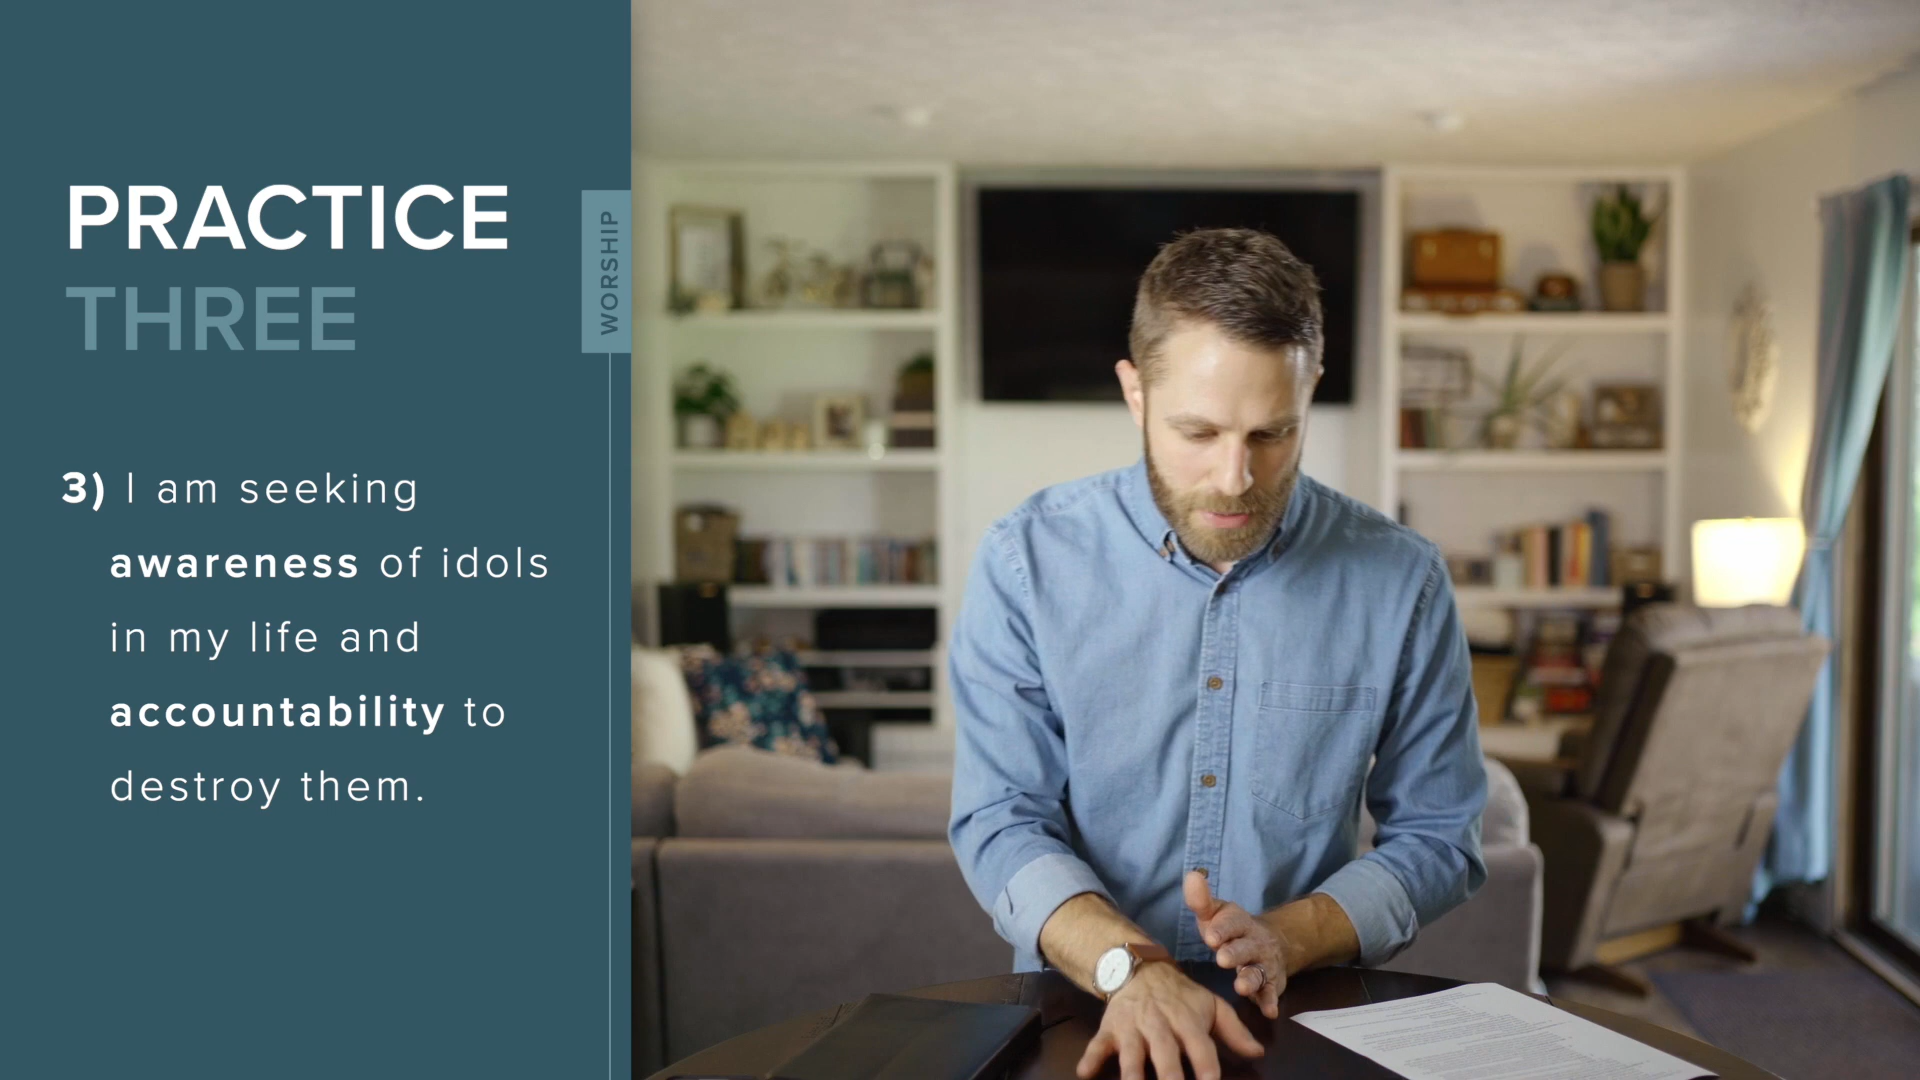 PRACTICE
THREE
WORSHIP
3) I am seeking
awareness of idols
in my life and
accountability to
destroy them.